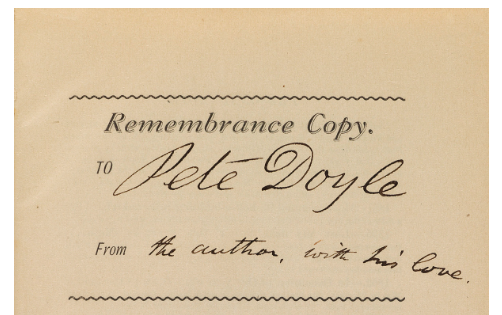 Remembrance Copy.
TO Pete Doyle
From the author, with his love.